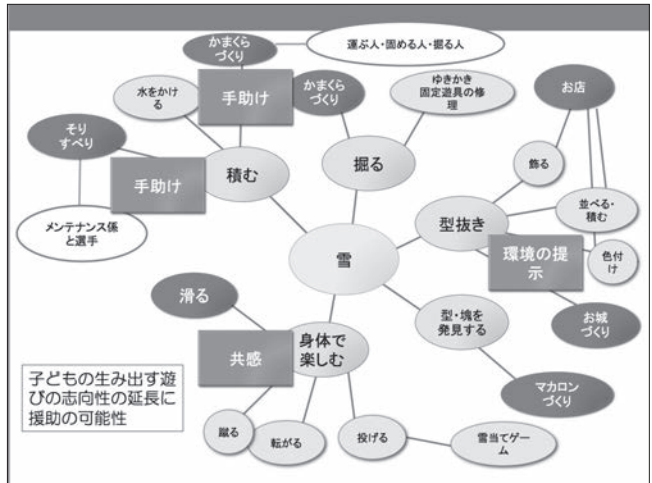 かまくら
づくり
運ぶ人・固める人・掘る人
水をかけ
る
手助け
かまくら
づくり
ゆきかき
固定遊具の修
理
お店
そり
すべり
手助け
積む
掘る
飾る
メンテナンス係
と選手
型抜き
並べる・
積む
雪
環境の提
示
色付
け
滑る
型・塊を
発見する
お城
づくり
共感
身体で
楽しむ
子どもの生み出す遊
びの志向性の延長に
援助の可能性
マカロン
づくり
蹴る
転がる
投げる
雪当てゲー
ム